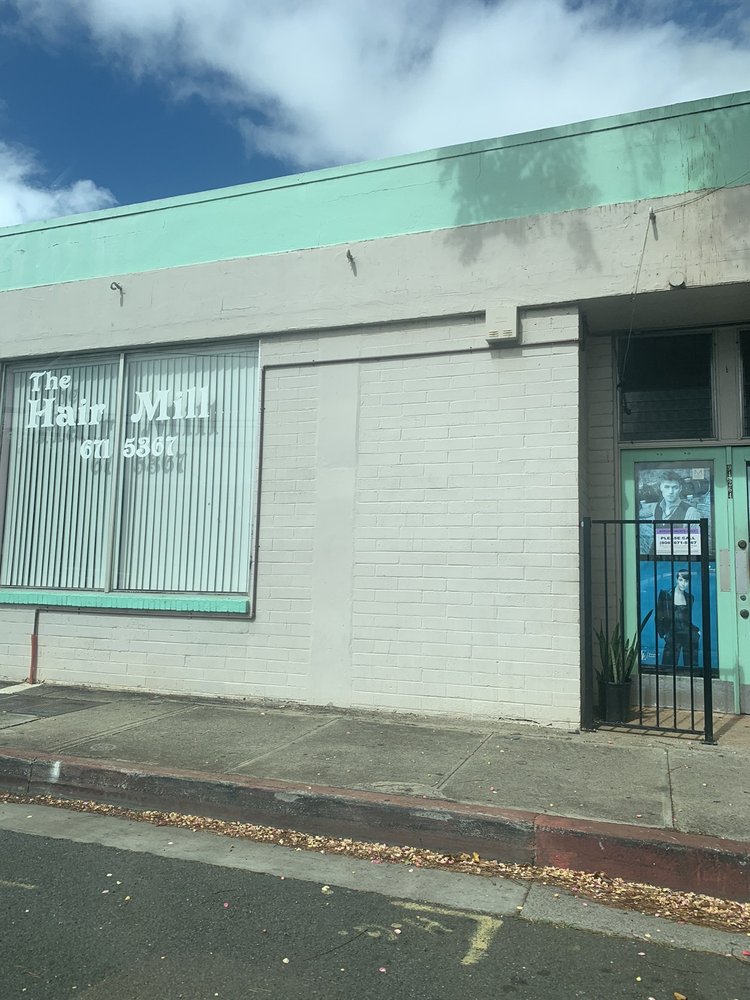 The
Hair Mill
671 5367
PLEASE CALL